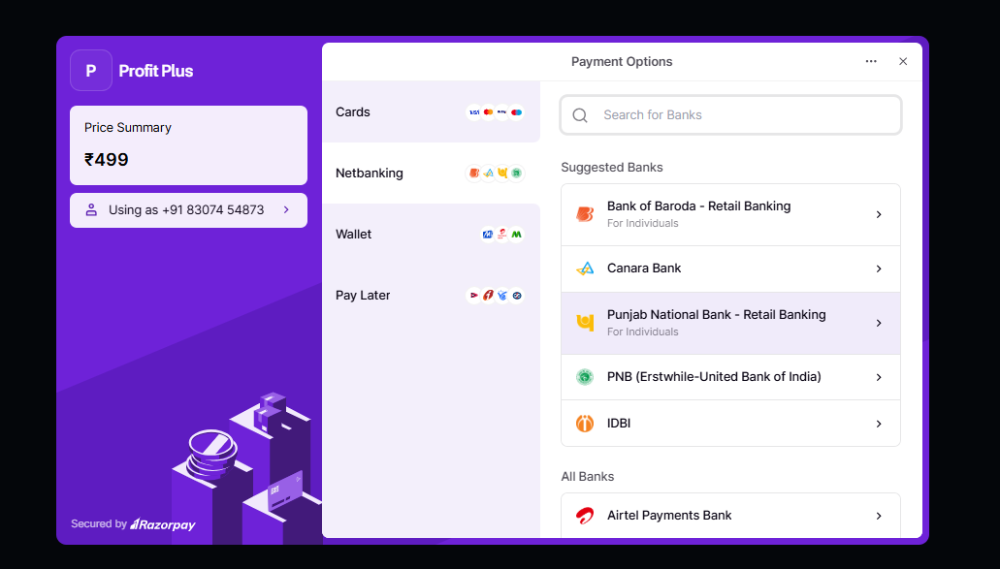 P
Profit Plus
Price Summary
₹499
Using as +91 83074 54873
Secured by Razorpay
Payment Options
Cards
VISA
Netbanking
Wallet
Pay Later
Search for Banks
Suggested Banks
Bank of Baroda - Retail Banking
For Individuals
Canara Bank
Punjab National Bank - Retail Banking
For Individuals
PNB (Erstwhile-United Bank of India)
IDBI
All Banks
Airtel Payments Bank